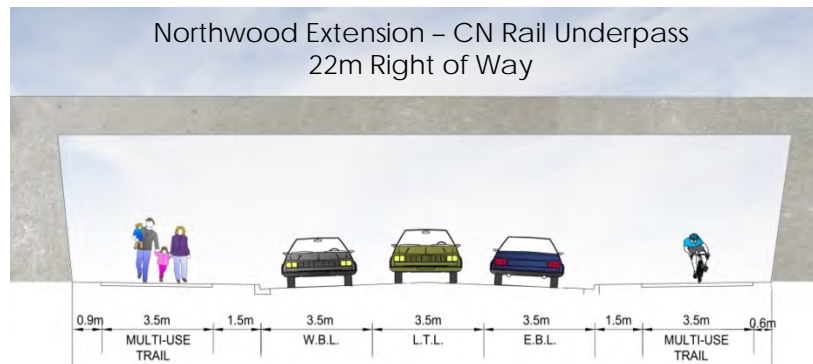 Northwood Extension – CN Rail Underpass
22m Right of Way
0.9m 3.5m 1.5m 3.5m 3.5m 3.5m 1.5m 3.5m 0.6m
MULTI-USE W.B.L. L.T.L. E.B.L. MULTI-USE
TRAIL TRAIL